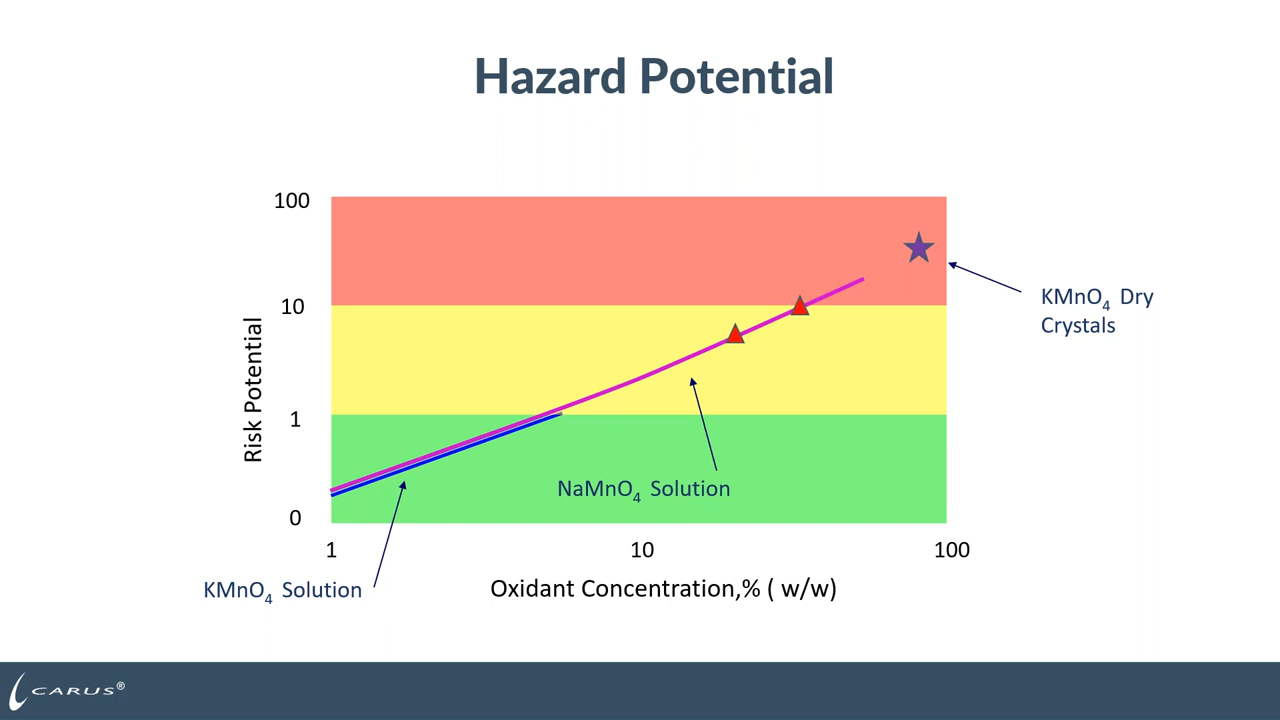 Hazard Potential
100
10
1
0
Risk Potential
1
10
100
Oxidant Concentration,% ( w/w)
KMnO4 Solution
NaMnO4 Solution
KMnO4 Dry
Crystals
CARUS®